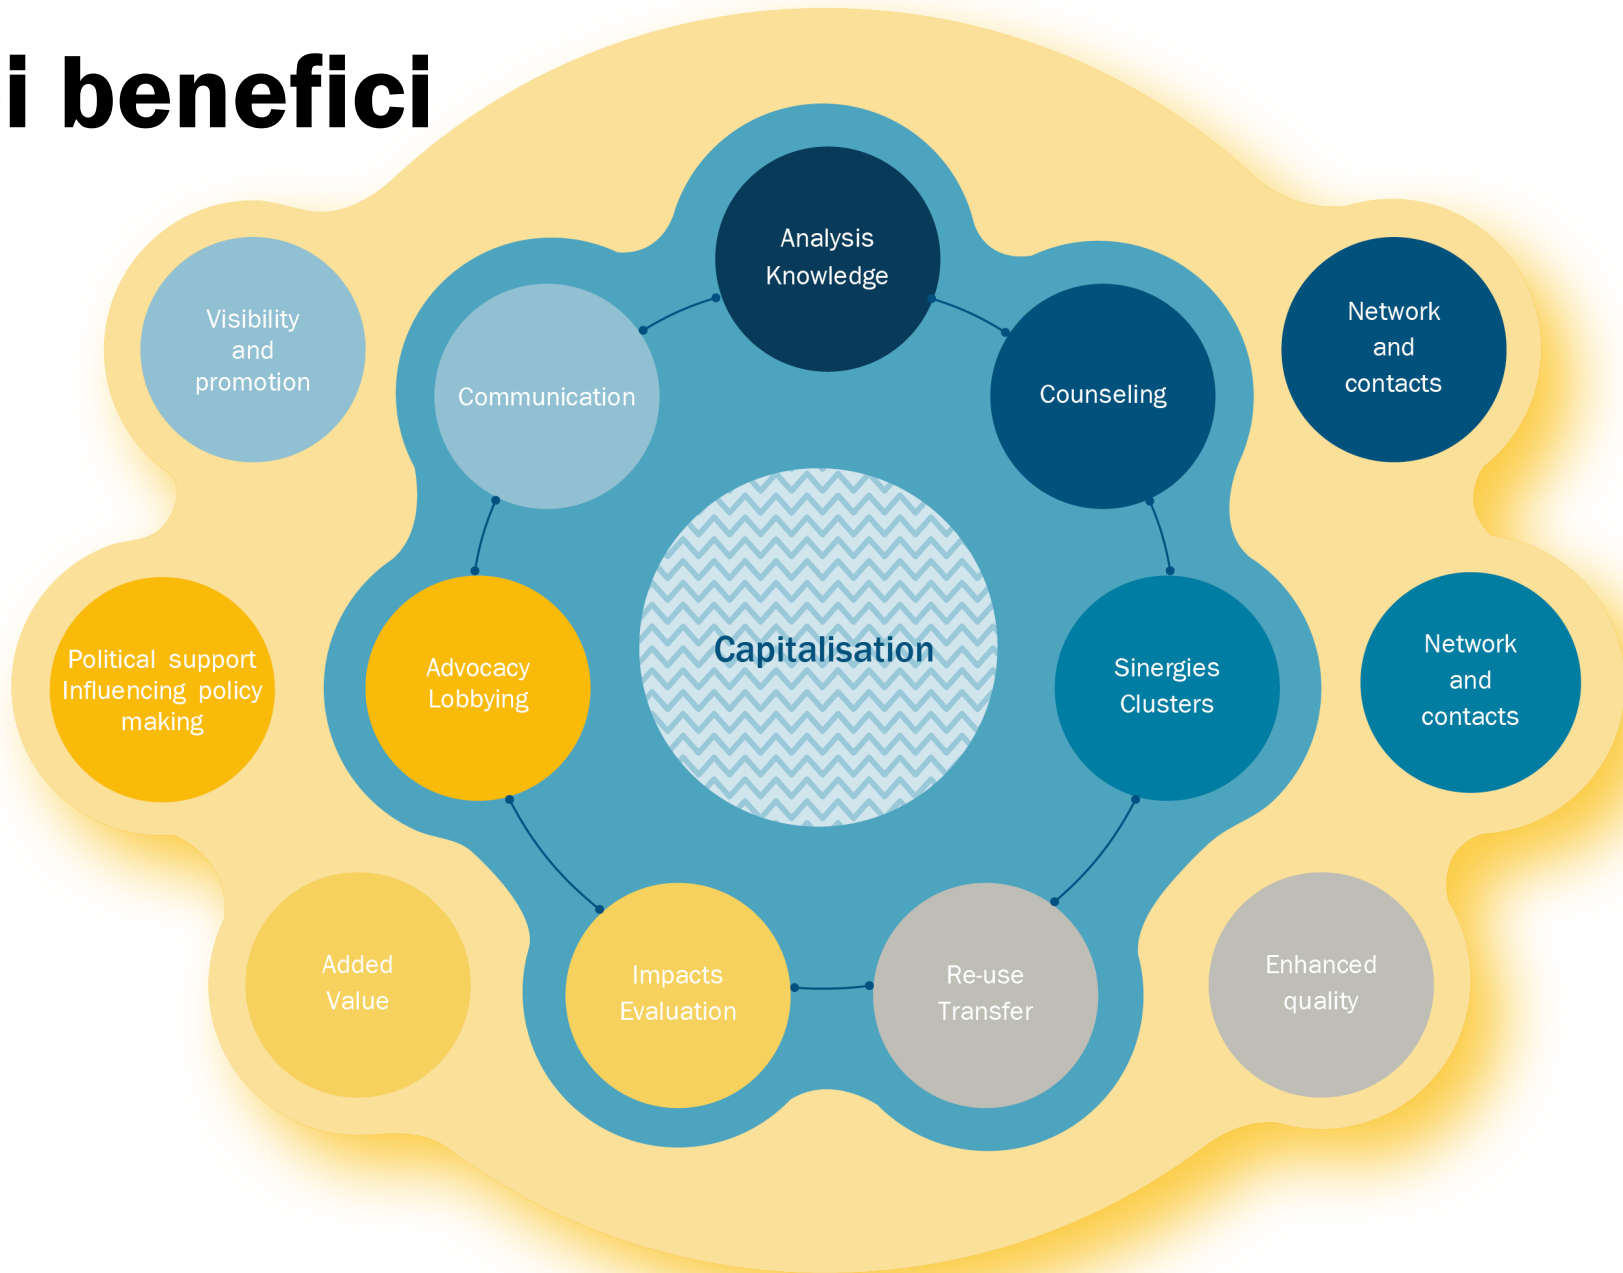 i benefici
Analysis
Knowledge
Visibility
and
promotion
Communication
Counseling
Network
and
contacts
Political support
Influencing policy
making
Advocacy
Lobbying
Capitalisation
Sinergies
Clusters
Network
and
contacts
Added
Value
Impacts
Evaluation
Re-use
Transfer
Enhanced
quality